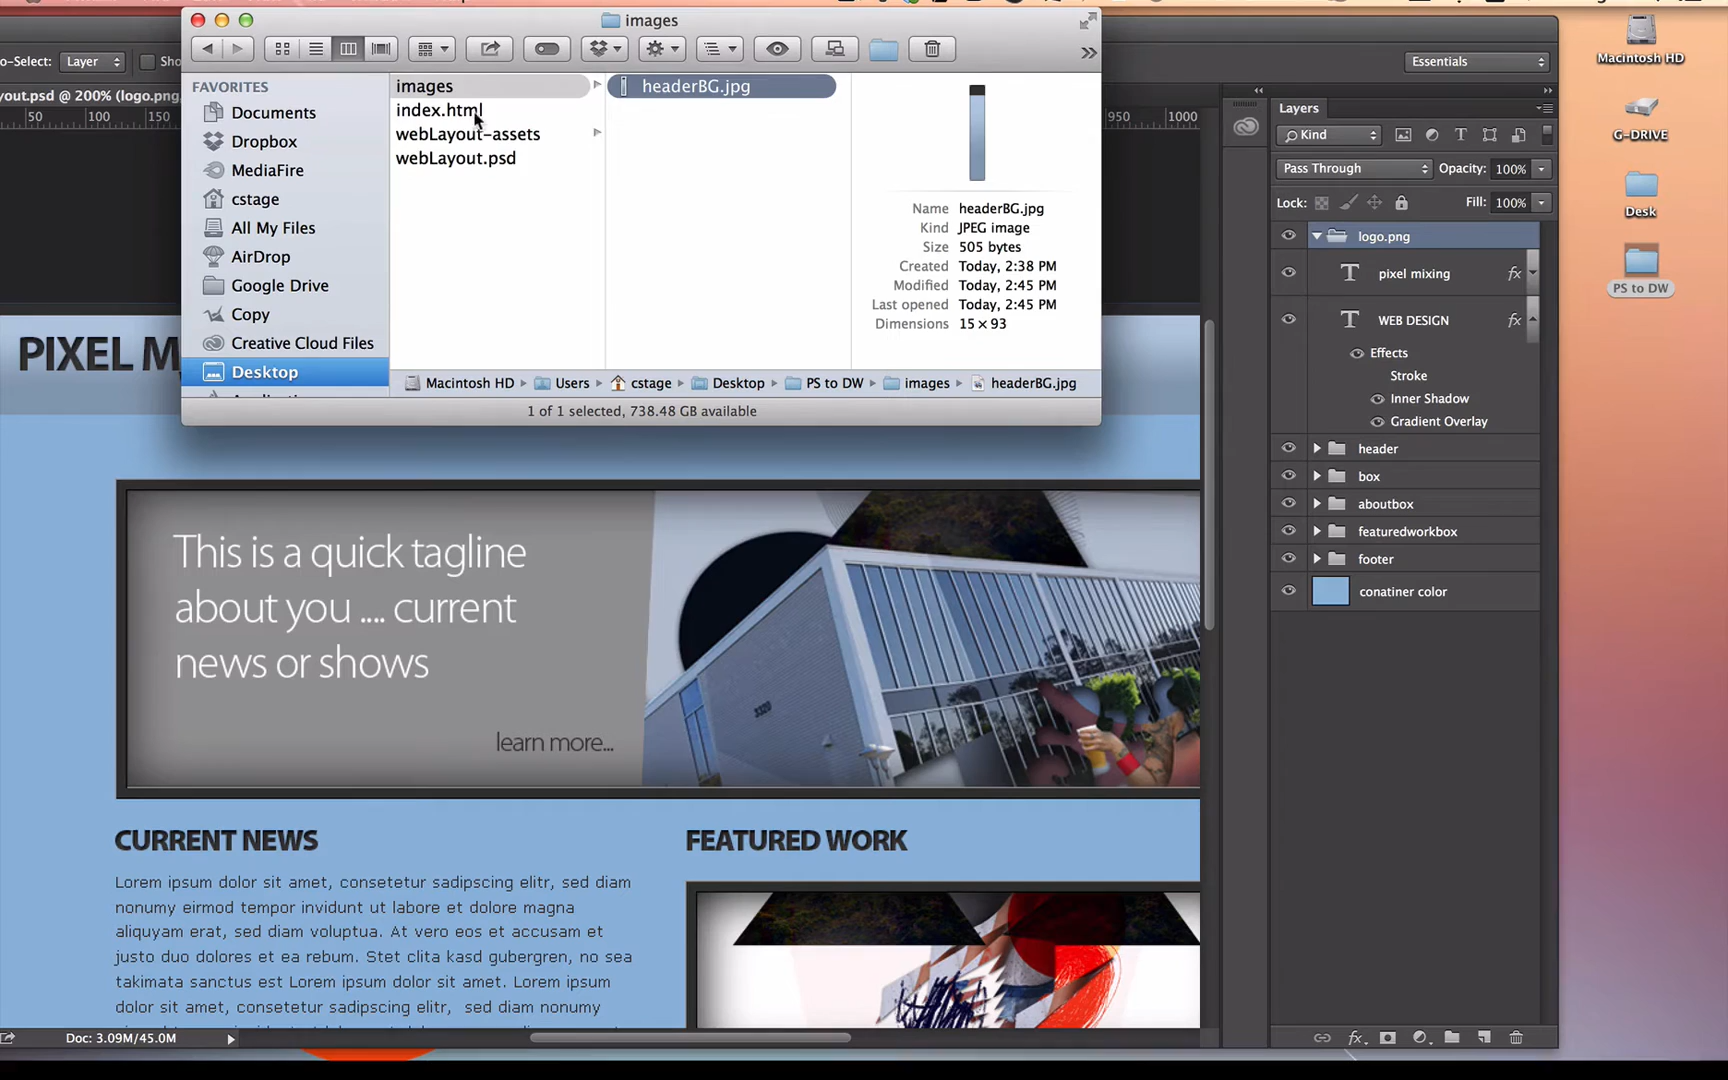 images
FAVORITES
Documents
Dropbox
MediaFire
cstage
All My Files
AirDrop
Google Drive
Copy
Creative Cloud Files
Desktop
images
index.html
webLayout-assets
webLayout.psd
headerBG.jpg
Name headerBG.jpg
Kind JPEG image
Size 505 bytes
Created Today, 2:38 PM
Modified Today, 2:45 PM
Last opened Today, 2:45 PM
Dimensions 15 × 93
Macintosh HD Users cstage Desktop PS to DW images headerBG.jpg
1 of 1 selected, 738.48 GB available
-Select: Layer Sho
yout.psd @ 200% (logo.png,
50 100 150
950 1000
PIXEL M
This is a quick tagline
about you .... current
news or shows
learn more...
3320
CURRENT NEWS
Lorem ipsum dolor sit amet, consetetur sadipscing elitr, sed diam
nonumy eirmod tempor invidunt ut labore et dolore magna
aliquyam erat, sed diam voluptua. At vero eos et accusam et
justo duo dolores et ea rebum. Stet clita kasd gubergren, no sea
takimata sanctus est Lorem ipsum dolor sit amet. Lorem ipsum
dolor sit amet, consetetur sadipscing elitr, sed diam nonumy
FEATURED WORK
Doc: 3.09M/45.0M
Essentials
Layers
Kind
Pass Through Opacity: 100%
Lock: Fill: 100%
logo.png
pixel mixing fx
WEB DESIGN fx
Effects
Stroke
Inner Shadow
Gradient Overlay
header
box
aboutbox
featuredworkbox
footer
conatiner color
fx
Macintosh HD
G-DRIVE
Desk
PS to DW